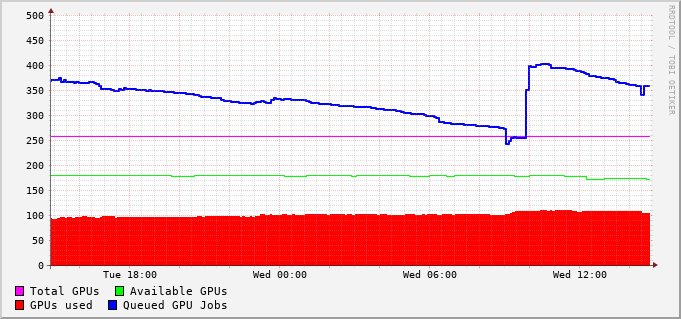 500
450
400
350
300
250
200
150
100
50
0
Tue 18:00 Wed 00:00 Wed 06:00 Wed 12:00
Total GPUs Available GPUs
GPUs used Queued GPU Jobs
RRDTOOL / TOBI OETIKER